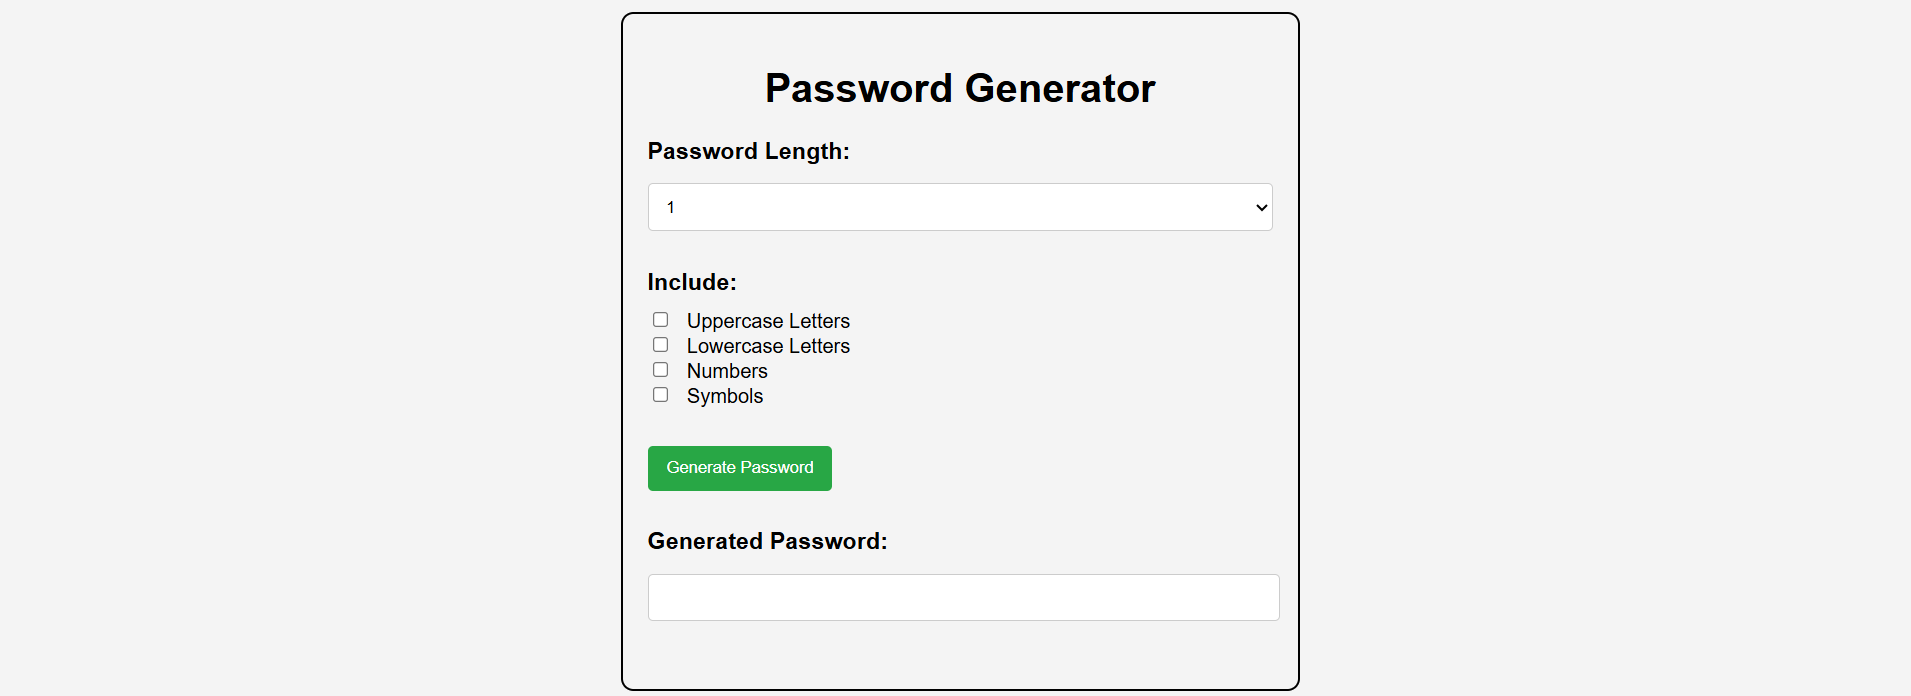 Password Generator
Password Length:
1
Include:
Uppercase Letters
Lowercase Letters
Numbers
Symbols
Generate Password
Generated Password: